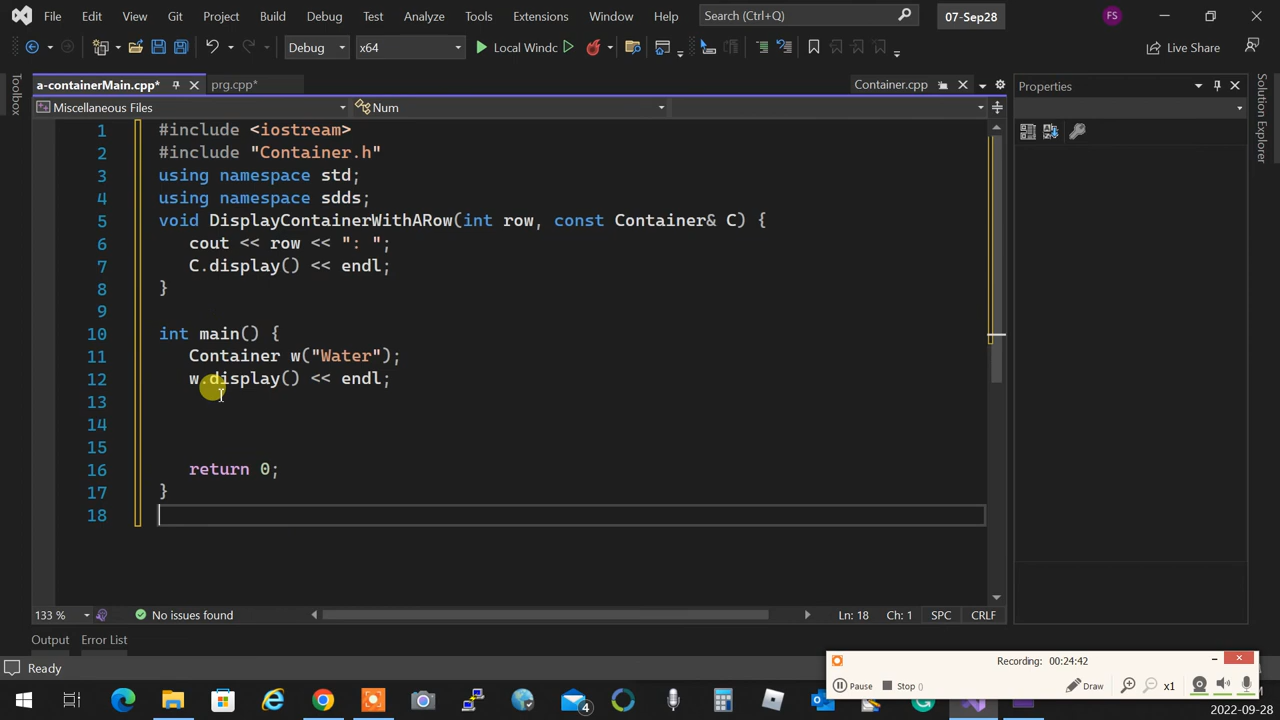 File Edit View Git Project Build Debug Test Analyze Tools Extensions Window Help Search (Ctrl+Q) 07-Sep28 FS
Debug x64 Local Windc Live Share
Toolbox a-containerMain.cpp* prg.cpp* Container.cpp Properties Solution Explorer
Miscellaneous Files Num
1 #include <iostream>
2 #include "Container.h"
3 using namespace std;
4 using namespace sdds;
5 void DisplayContainerWithARow(int row, const Container& C) {
6 cout << row << ": ";
7 C.display() << endl;
8 }
9
10 int main() {
11 Container w("Water");
12 w.display() << endl;
13
14
15
16 return 0;
17 }
18
133 % No issues found Ln: 18 Ch: 1 SPC CRLF
Output Error List
Ready
Recording: 00:24:42
Pause Stop () Draw x1
4
2022-09-28